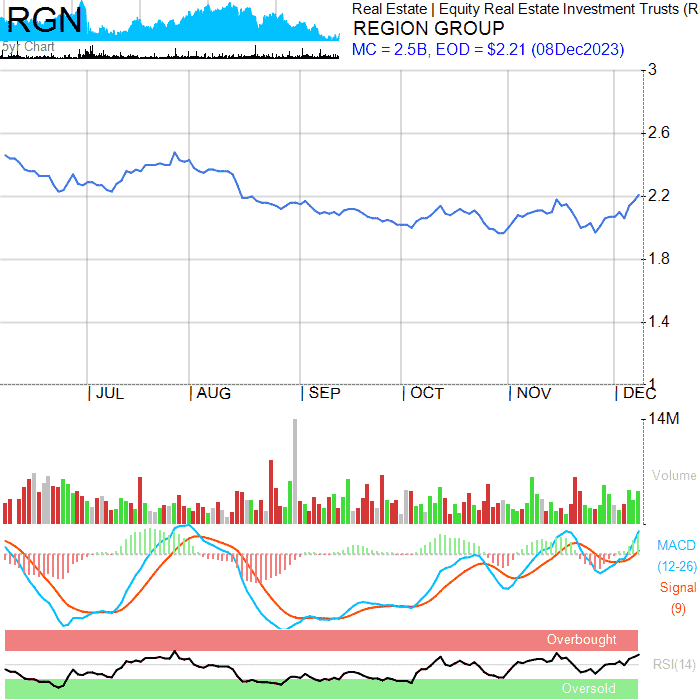 RGN
5yr Chart
Real Estate | Equity Real Estate Investment Trusts (R
REGION GROUP
MC = 2.5B, EOD = $2.21 (08Dec2023)
3
2.6
2.2
1.8
1.4
1
| JUL | AUG | SEP | OCT | NOV | DEC
14M
Volume
MACD
(12-26)
Signal
(9)
Overbought
RSI(14)
Oversold